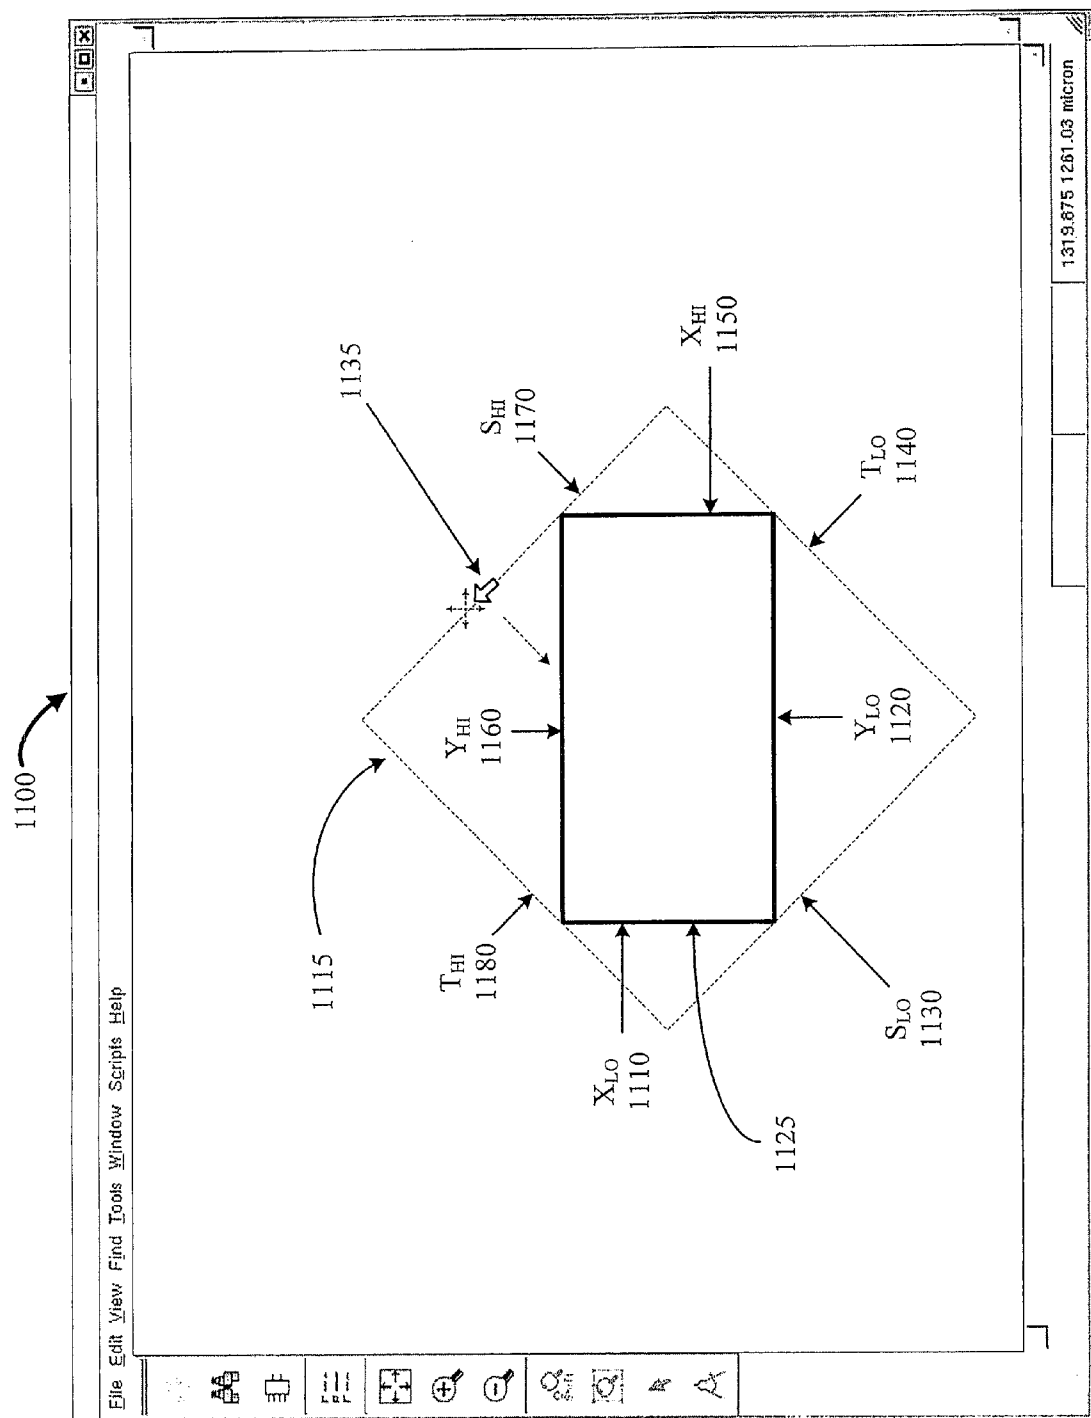 1100
File Edit View Find Tools Window Scripts Help
1115
1135
T_HI
1180
Y_HI
1160
S_HI
1170
X_LO
1110
X_HI
1150
1125
S_LO
1130
Y_LO
1120
T_LO
1140
1319.875 1261.03 micron